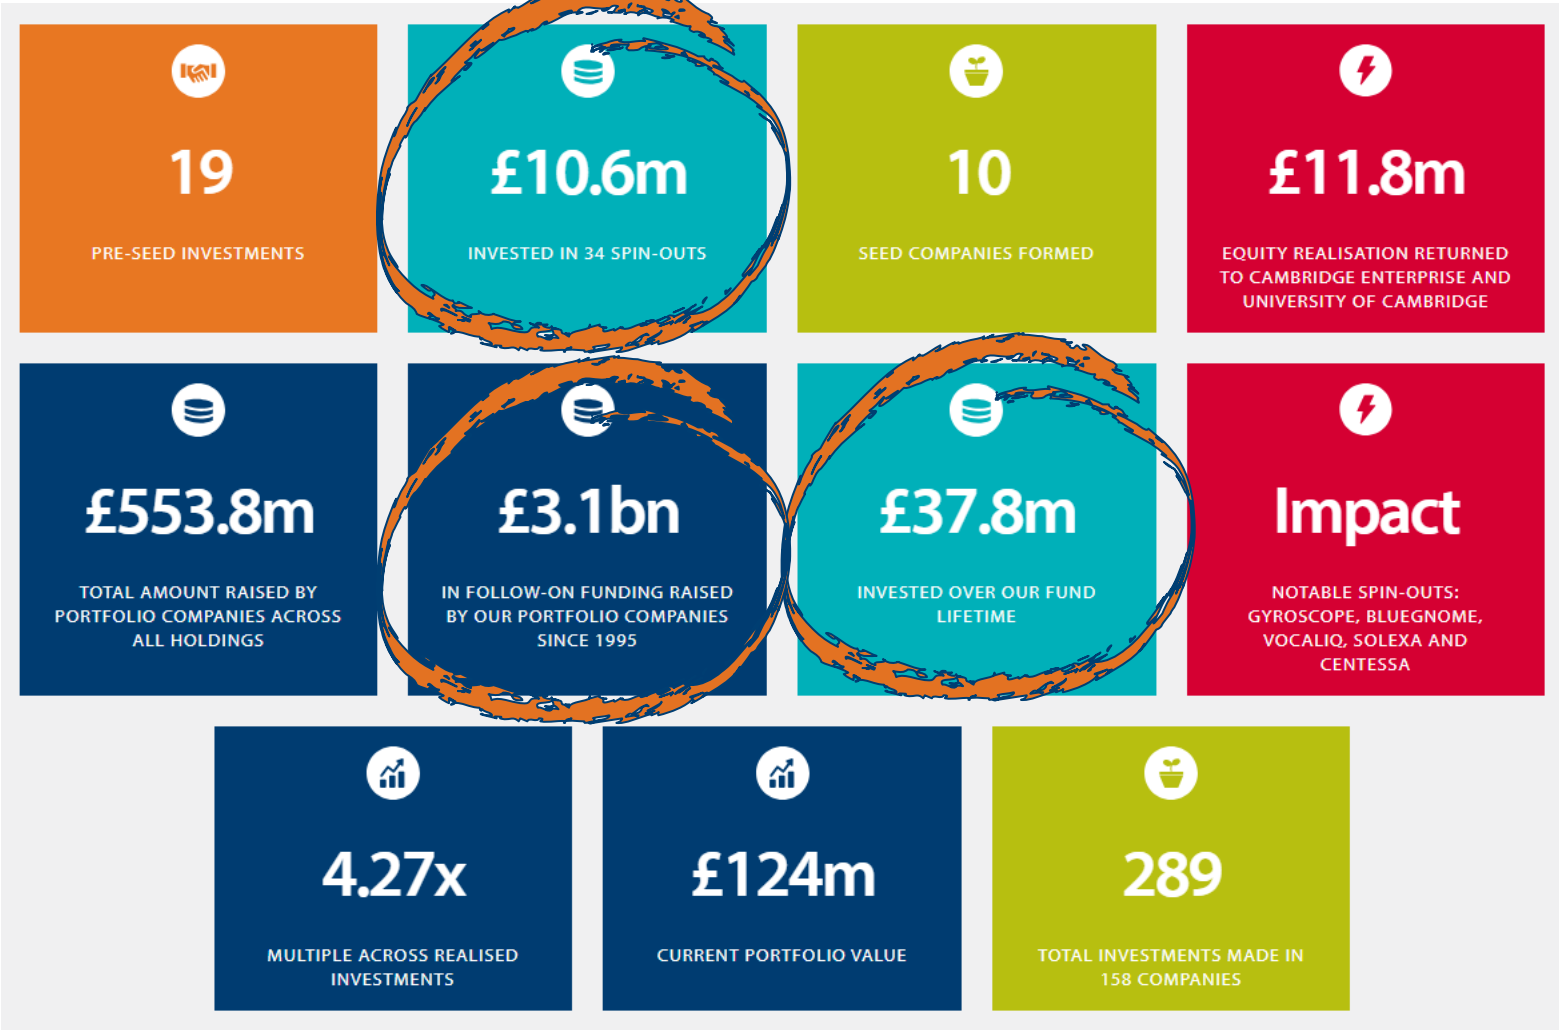 19
PRE-SEED INVESTMENTS
£10.6m
INVESTED IN 34 SPIN-OUTS
10
SEED COMPANIES FORMED
£11.8m
EQUITY REALISATION RETURNED
TO CAMBRIDGE ENTERPRISE AND
UNIVERSITY OF CAMBRIDGE
£553.8m
TOTAL AMOUNT RAISED BY
PORTFOLIO COMPANIES ACROSS
ALL HOLDINGS
£3.1bn
IN FOLLOW-ON FUNDING RAISED
BY OUR PORTFOLIO COMPANIES
SINCE 1995
£37.8m
INVESTED OVER OUR FUND
LIFETIME
Impact
NOTABLE SPIN-OUTS:
GYROSCOPE, BLUEGNOME,
VOCALIQ, SOLEXA AND
CENTESSA
4.27x
MULTIPLE ACROSS REALISED
INVESTMENTS
£124m
CURRENT PORTFOLIO VALUE
289
TOTAL INVESTMENTS MADE IN
158 COMPANIES